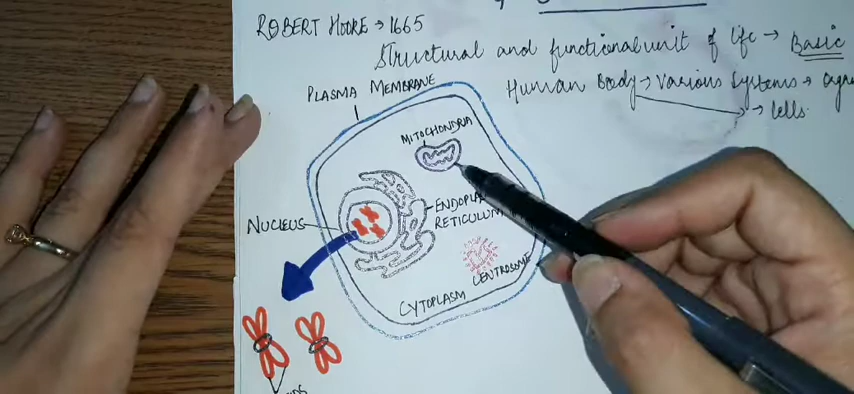 ROBERT HOOKE → 1665
Structural and functional unit of life → Basic
Human Body → Various Systems →
→ Cells.
PLASMA MEMBRANE
MITOCHONDRIA
NUCLEUS
RETICULUM
CENTROSOME
CYTOPLASM